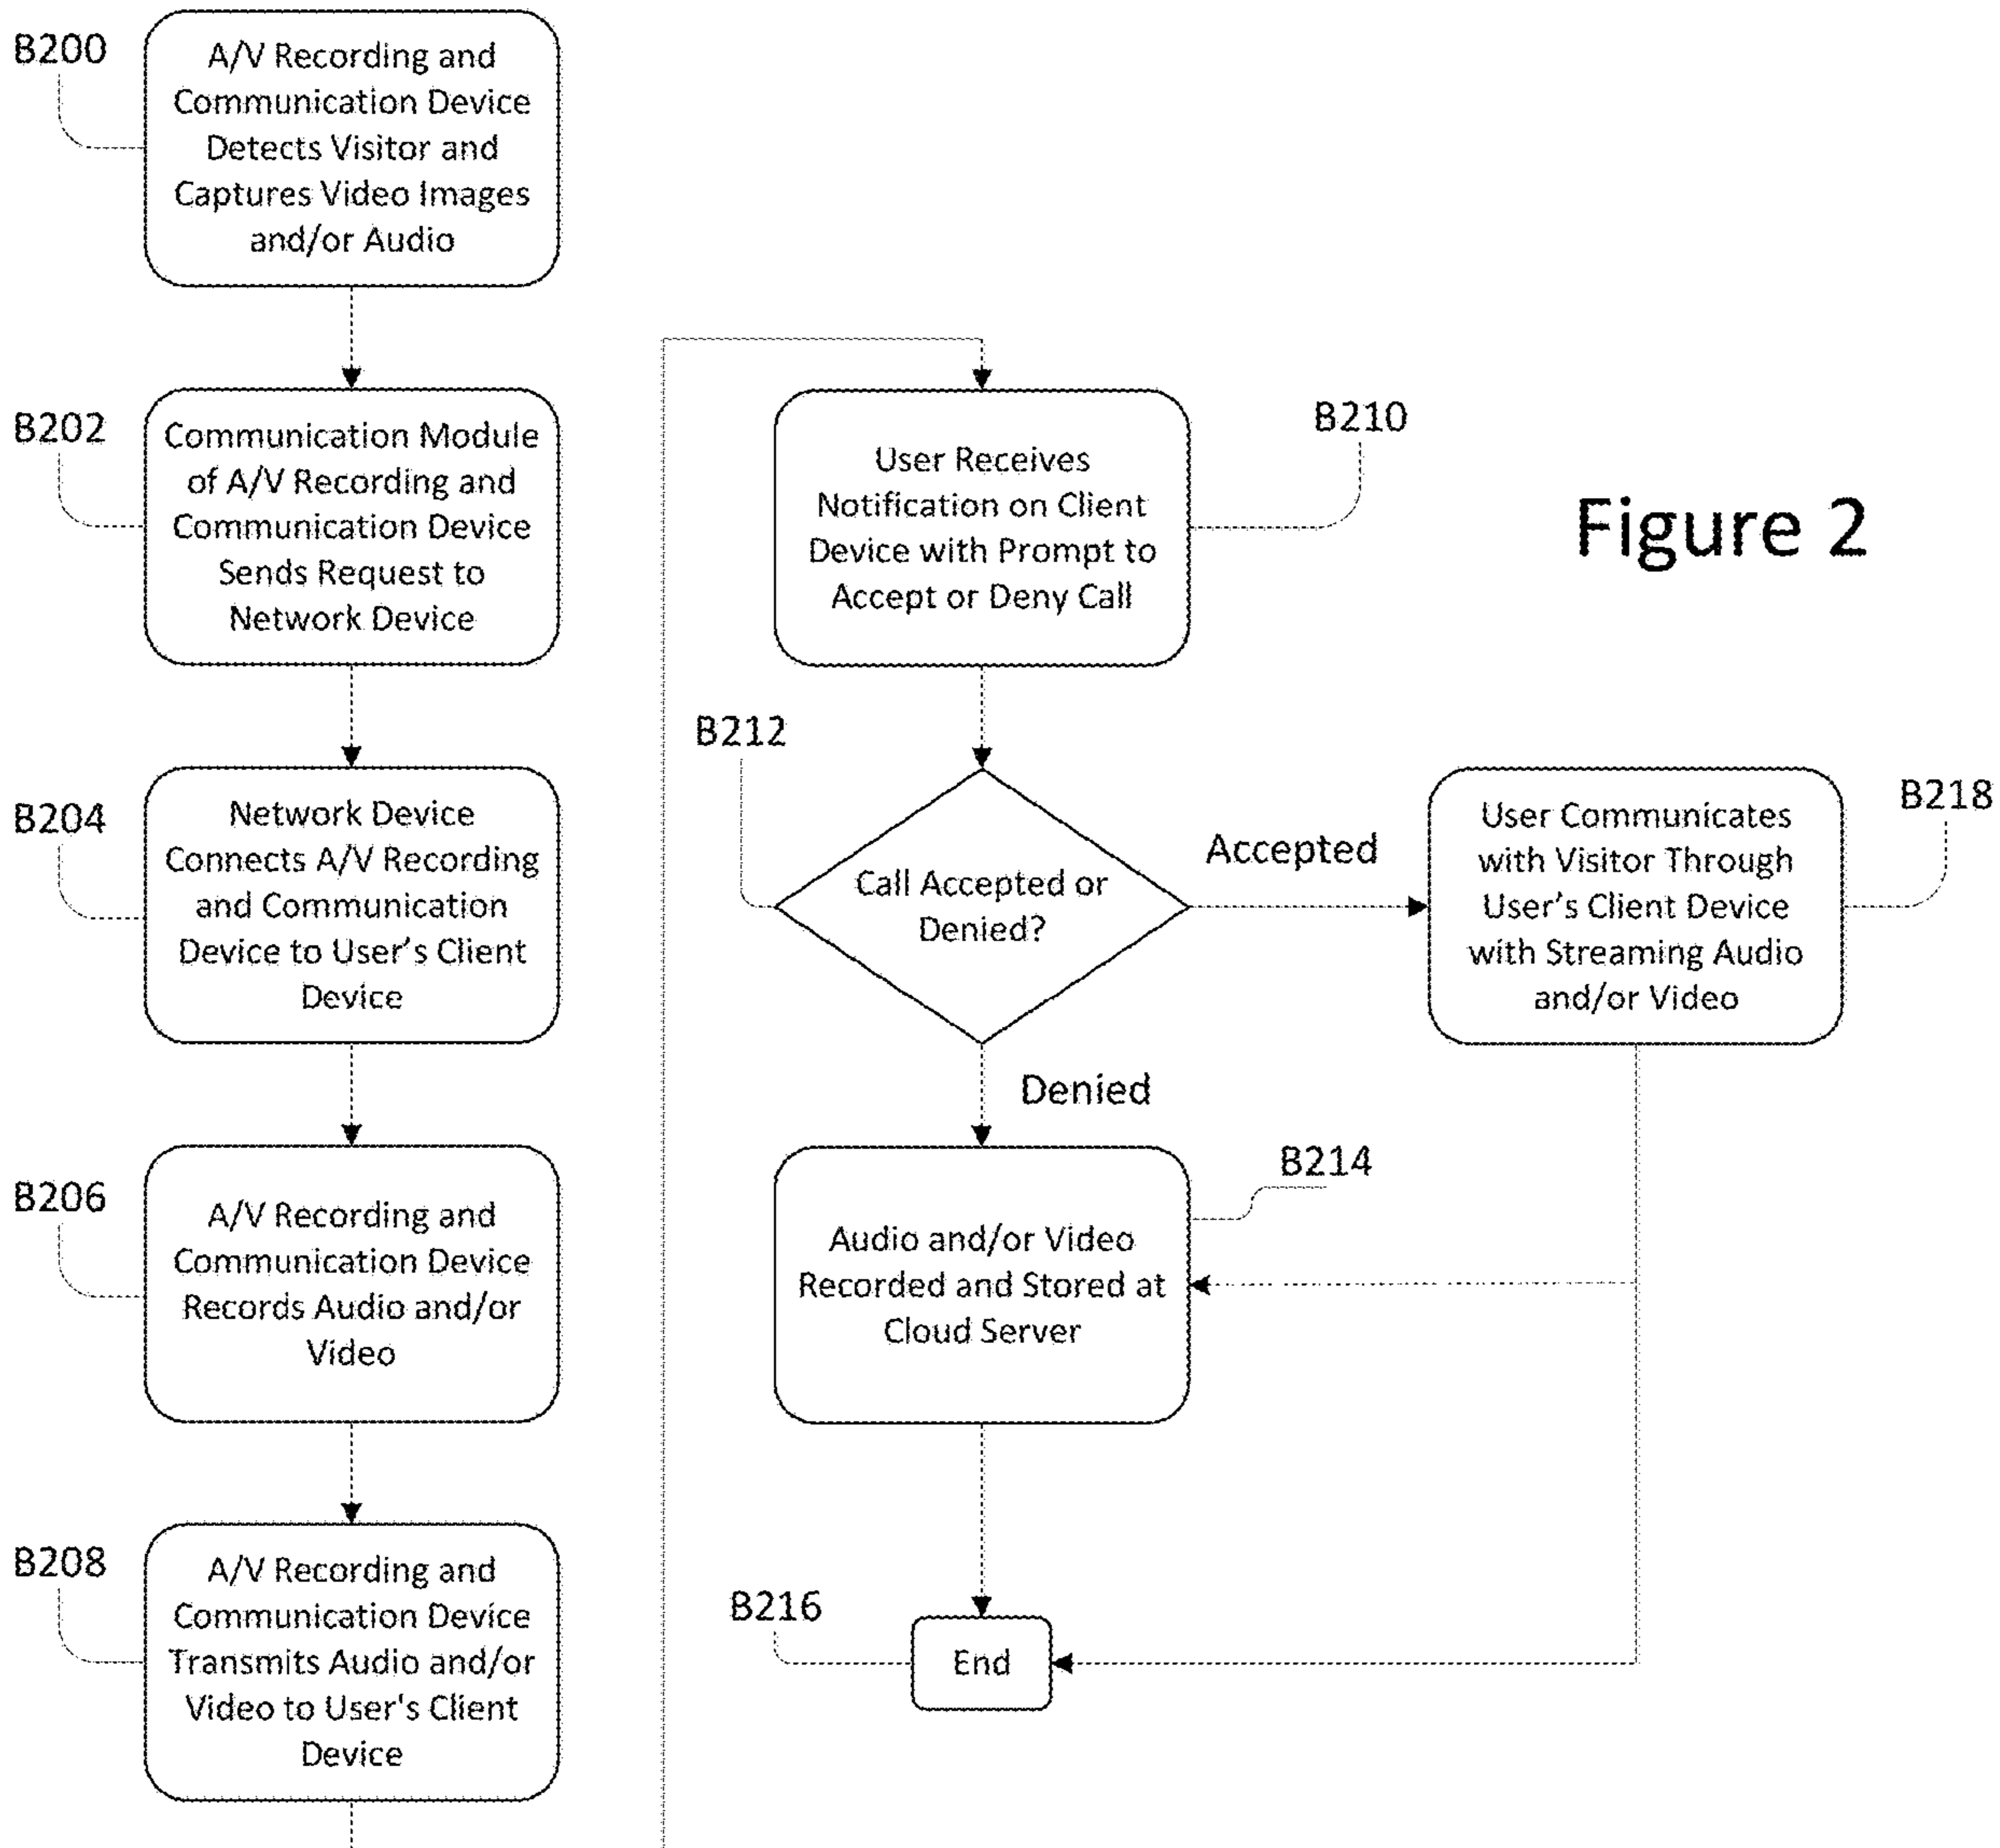 B200
A/V Recording and
Communication Device
Detects Visitor and
Captures Video Images
and/or Audio
B202
Communication Module
of A/V Recording and
Communication Device
Sends Request to
Network Device
B204
Network Device
Connects A/V Recording
and Communication
Device to User's Client
Device
B206
A/V Recording and
Communication Device
Records Audio and/or
Video
B208
A/V Recording and
Communication Device
Transmits Audio and/or
Video to User's Client
Device
B210
User Receives
Notification on Client
Device with Prompt to
Accept or Deny Call
Figure 2
B212
Call Accepted or
Denied?
Accepted
B218
User Communicates
with Visitor Through
User's Client Device
with Streaming Audio
and/or Video
Denied
B214
Audio and/or Video
Recorded and Stored at
Cloud Server
B216
End